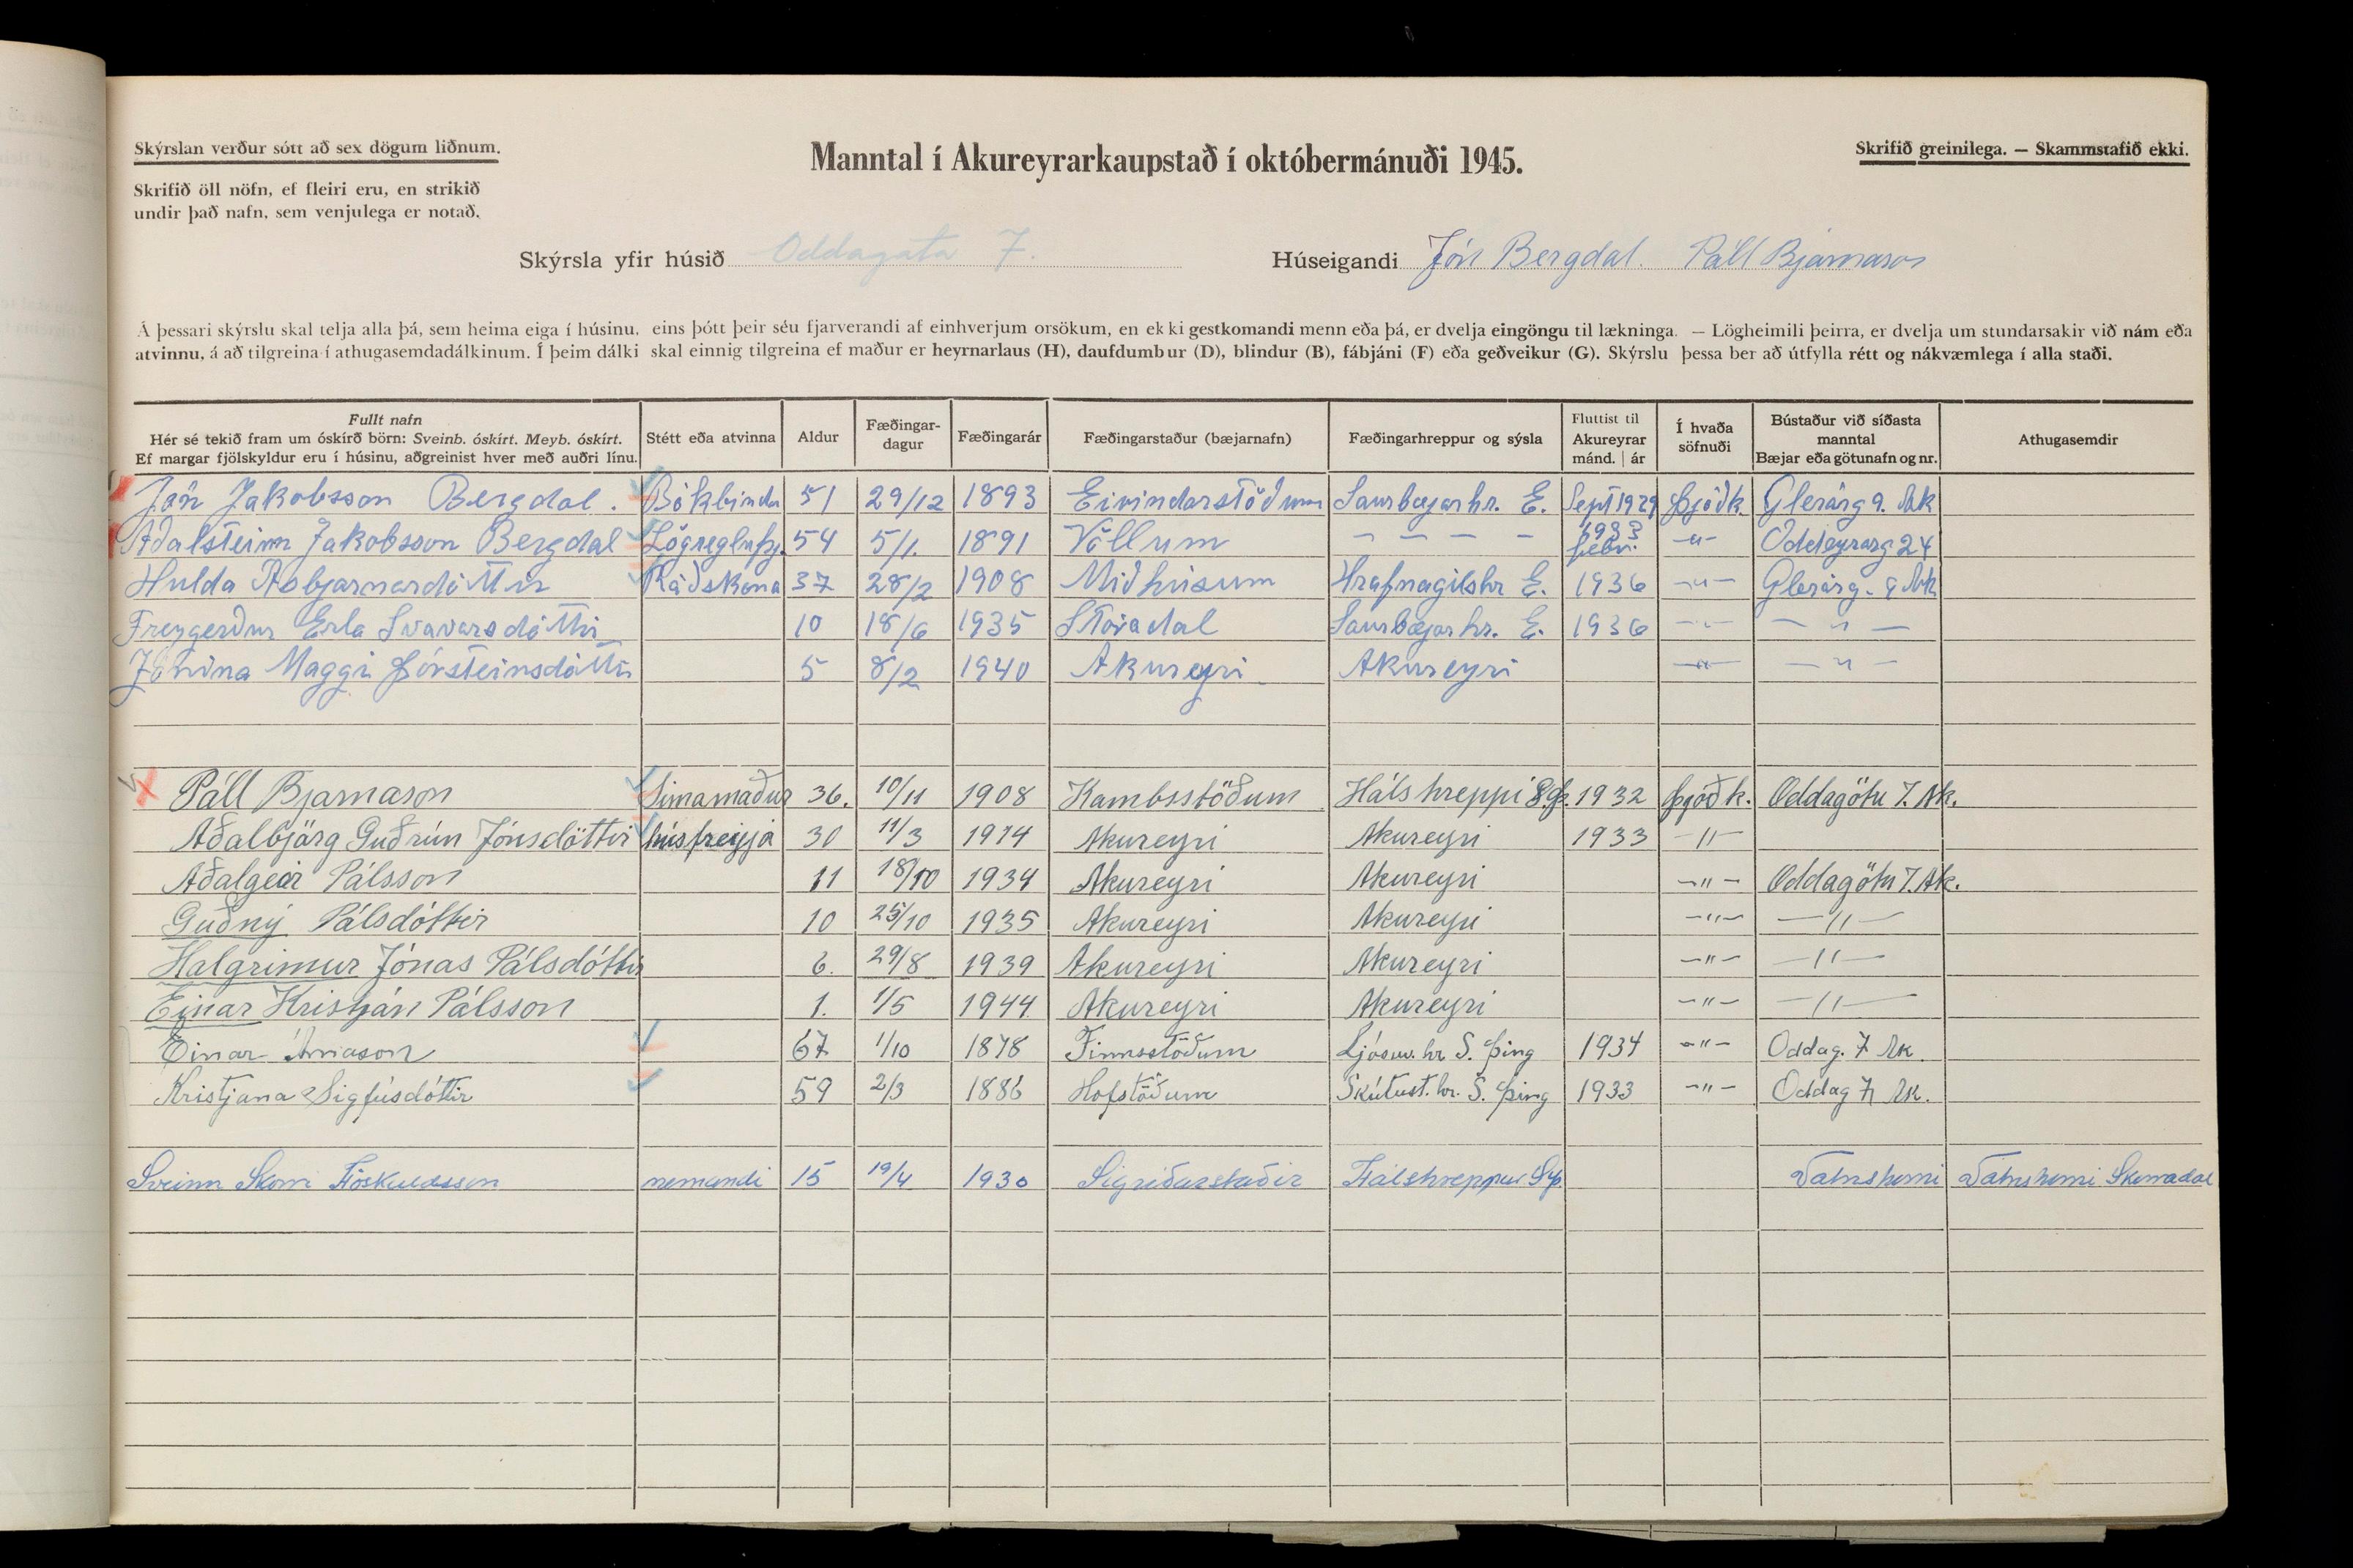 Skýrslan verður sótt að sex dögum liðnum.
Manntal í Akureyrarkaupstað í októbermánuði 1945.
Skrifið greinilega. — Skammstafið ekki.
Skrifið öll nöfn, ef fleiri eru, en strikið
undir það nafn, sem venjulega er notað.
Skýrsla yfir húsið Oddagata 7. Húseigandi Jón Bergdal. Páll Bjarnason
Á þessari skýrslu skal telja alla þá, sem heima eiga í húsinu, eins þótt þeir séu fjarverandi af einhverjum orsökum, en ekki gestkomandi menn eða þá, er dvelja eingöngu til lækninga. — Lögheimili þeirra, er dvelja um stundarsakir við nám eða
atvinnu, á að tilgreina í athugasemdadálkinum. Í þeim dálki skal einnig tilgreina ef maður er heyrnarlaus (H), daufdumbur (D), blindur (B), fábjáni (F) eða geðveikur (G). Skýrslu þessa ber að útfylla rétt og nákvæmlega í alla staði.
Fullt nafn
Hér sé tekið fram um óskírð börn: Sveinb. óskírt. Meyb. óskírt.
Ef margar fjölskyldur eru í húsinu, aðgreinist hver með auðri línu.
Stétt eða atvinna
Aldur
Fæðingar-
dagur
Fæðingarár
Fæðingarstaður (bæjarnafn)
Fæðingarhreppur og sýsla
Fluttist til
Akureyrar
mánd. | ár
Í hvaða
söfnuði
Bústaður við síðasta
manntal
Bæjar eða götunafn og nr.
Athugasemdir
Jón Jakobsson Bergdal. Bókbinda 51 29/12 1893 Eivindarstöðum Saurbæjarhr. E. Sept 1929 þjóðk. Glerárg 9. Ak
Aðalsteinn Jakobsson Bergdal Lögregluþj. 54 5/1. 1891 Völlum — — — — 1933 febr. —"— Oddeyrarg 24
Hulda Asbjarnardóttir Ráðskona 37 28/2 1908 Miðhúsum Hrafnagilshr E. 1936 —"— Glerárg. 9 Ak
Freygerður Erla Svavarsdóttir 10 18/6 1935 Stóradal Saurbæjarhr. E. 1936 —"— —"—
Jónína Maggí Þórsteinsdóttir 5 8/2 1940 Akureyri Akureyri —"— —"—
Páll Bjarnason Símamaður 36. 10/11 1908 Kambsstöðum Hálshreppi S.þ. 1932 þjóðk. Oddagötu 7. Ak.
Aðalbjörg Guðrún Jónsdóttir húsfreyja 30 11/3 1914 Akureyri Akureyri 1933 —"—
Aðalgeir Pálsson 11 18/10 1934 Akureyri Akureyri —"— Oddagötu 7. Ak.
Guðný Pálsdóttir 10 25/10 1935 Akureyri Akureyri —"— —"—
Halgrímur Jónas Pálsdóttir 6. 29/8 1939 Akureyri Akureyri —"— —"—
Einar Kristján Pálsson 1. 1/5 1944 Akureyri Akureyri —"— —"—
Einar Árnason 67 1/10 1878 Finnsstöðum Ljósav. hr S. Þing 1934 —"— Oddag. 7 Ak.
Kristjana Sigfúsdóttir 59 2/3 1886 Hofstöðum Skútust. hr. S. Þing 1933 —"— Oddag 7 Ak.
Sveinn Skorri Höskuldsson nemandi 15 19/4 1930 Sigríðarstaðir Hálshreppur S.þ. Vatnshorni Vatnshorni Skorradal